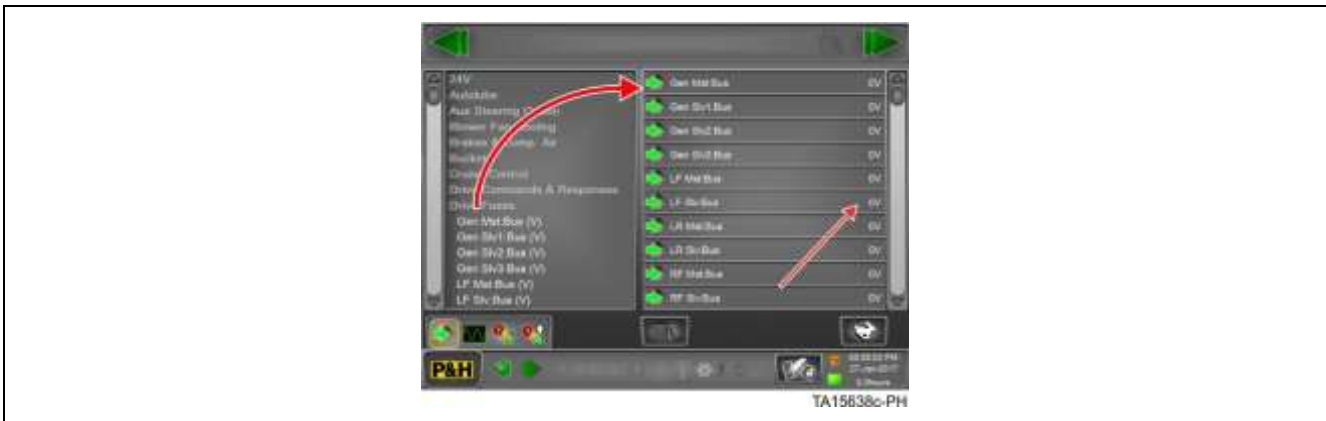 24V
Autolube
Aux Steering
Blower
Brakes & Air
Control
Drive Commands & Responses
Gen Mst:Bus (V)
Gen Slv1:Bus (V)
Gen Slv2:Bus (V)
Gen Slv3:Bus (V)
LF Mst:Bus (V)
LF Slv:Bus (V)
Gen Mst:Bus 0V
Gen Slv1:Bus 0V
Gen Slv2:Bus 0V
Gen Slv3:Bus 0V
LF Mst:Bus 0V
LF Slv:Bus 0V
LR Mst:Bus 0V
LR Slv:Bus 0V
RF Mst:Bus 0V
RF Slv:Bus 0V
P&H
TA15638c-PH